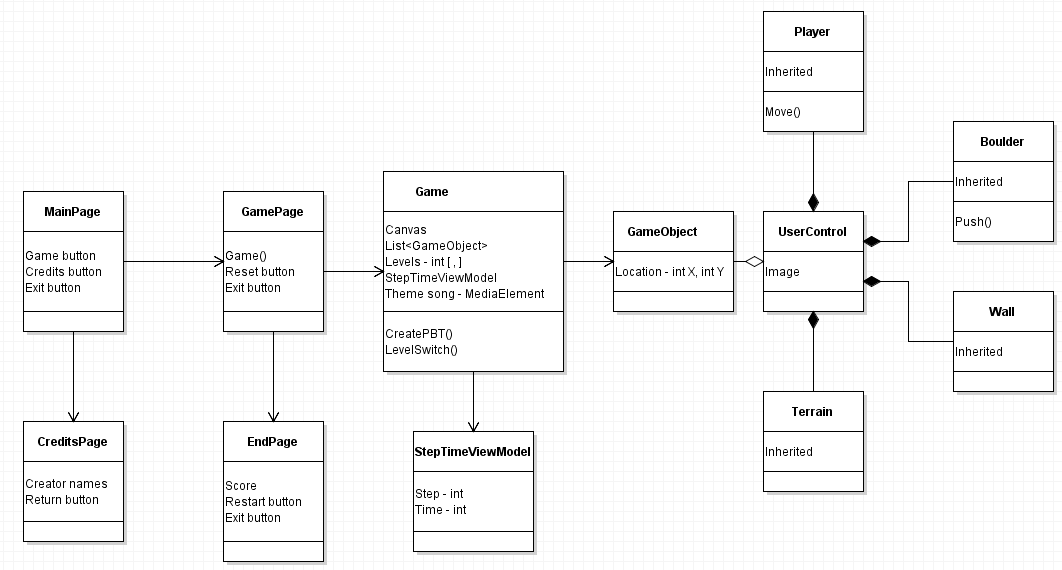 Player
Inherited
Move()
Boulder
Inherited
Push()
MainPage
Game button
Credits button
Exit button
GamePage
Game()
Reset button
Exit button
Game
Canvas
List<GameObject>
Levels - int [ , ]
StepTimeViewModel
Theme song - MediaElement
CreatePBT()
LevelSwitch()
GameObject
Location - int X, int Y
UserControl
Image
Wall
Inherited
CreditsPage
Creator names
Return button
EndPage
Score
Restart button
Exit button
StepTimeViewModel
Step - int
Time - int
Terrain
Inherited